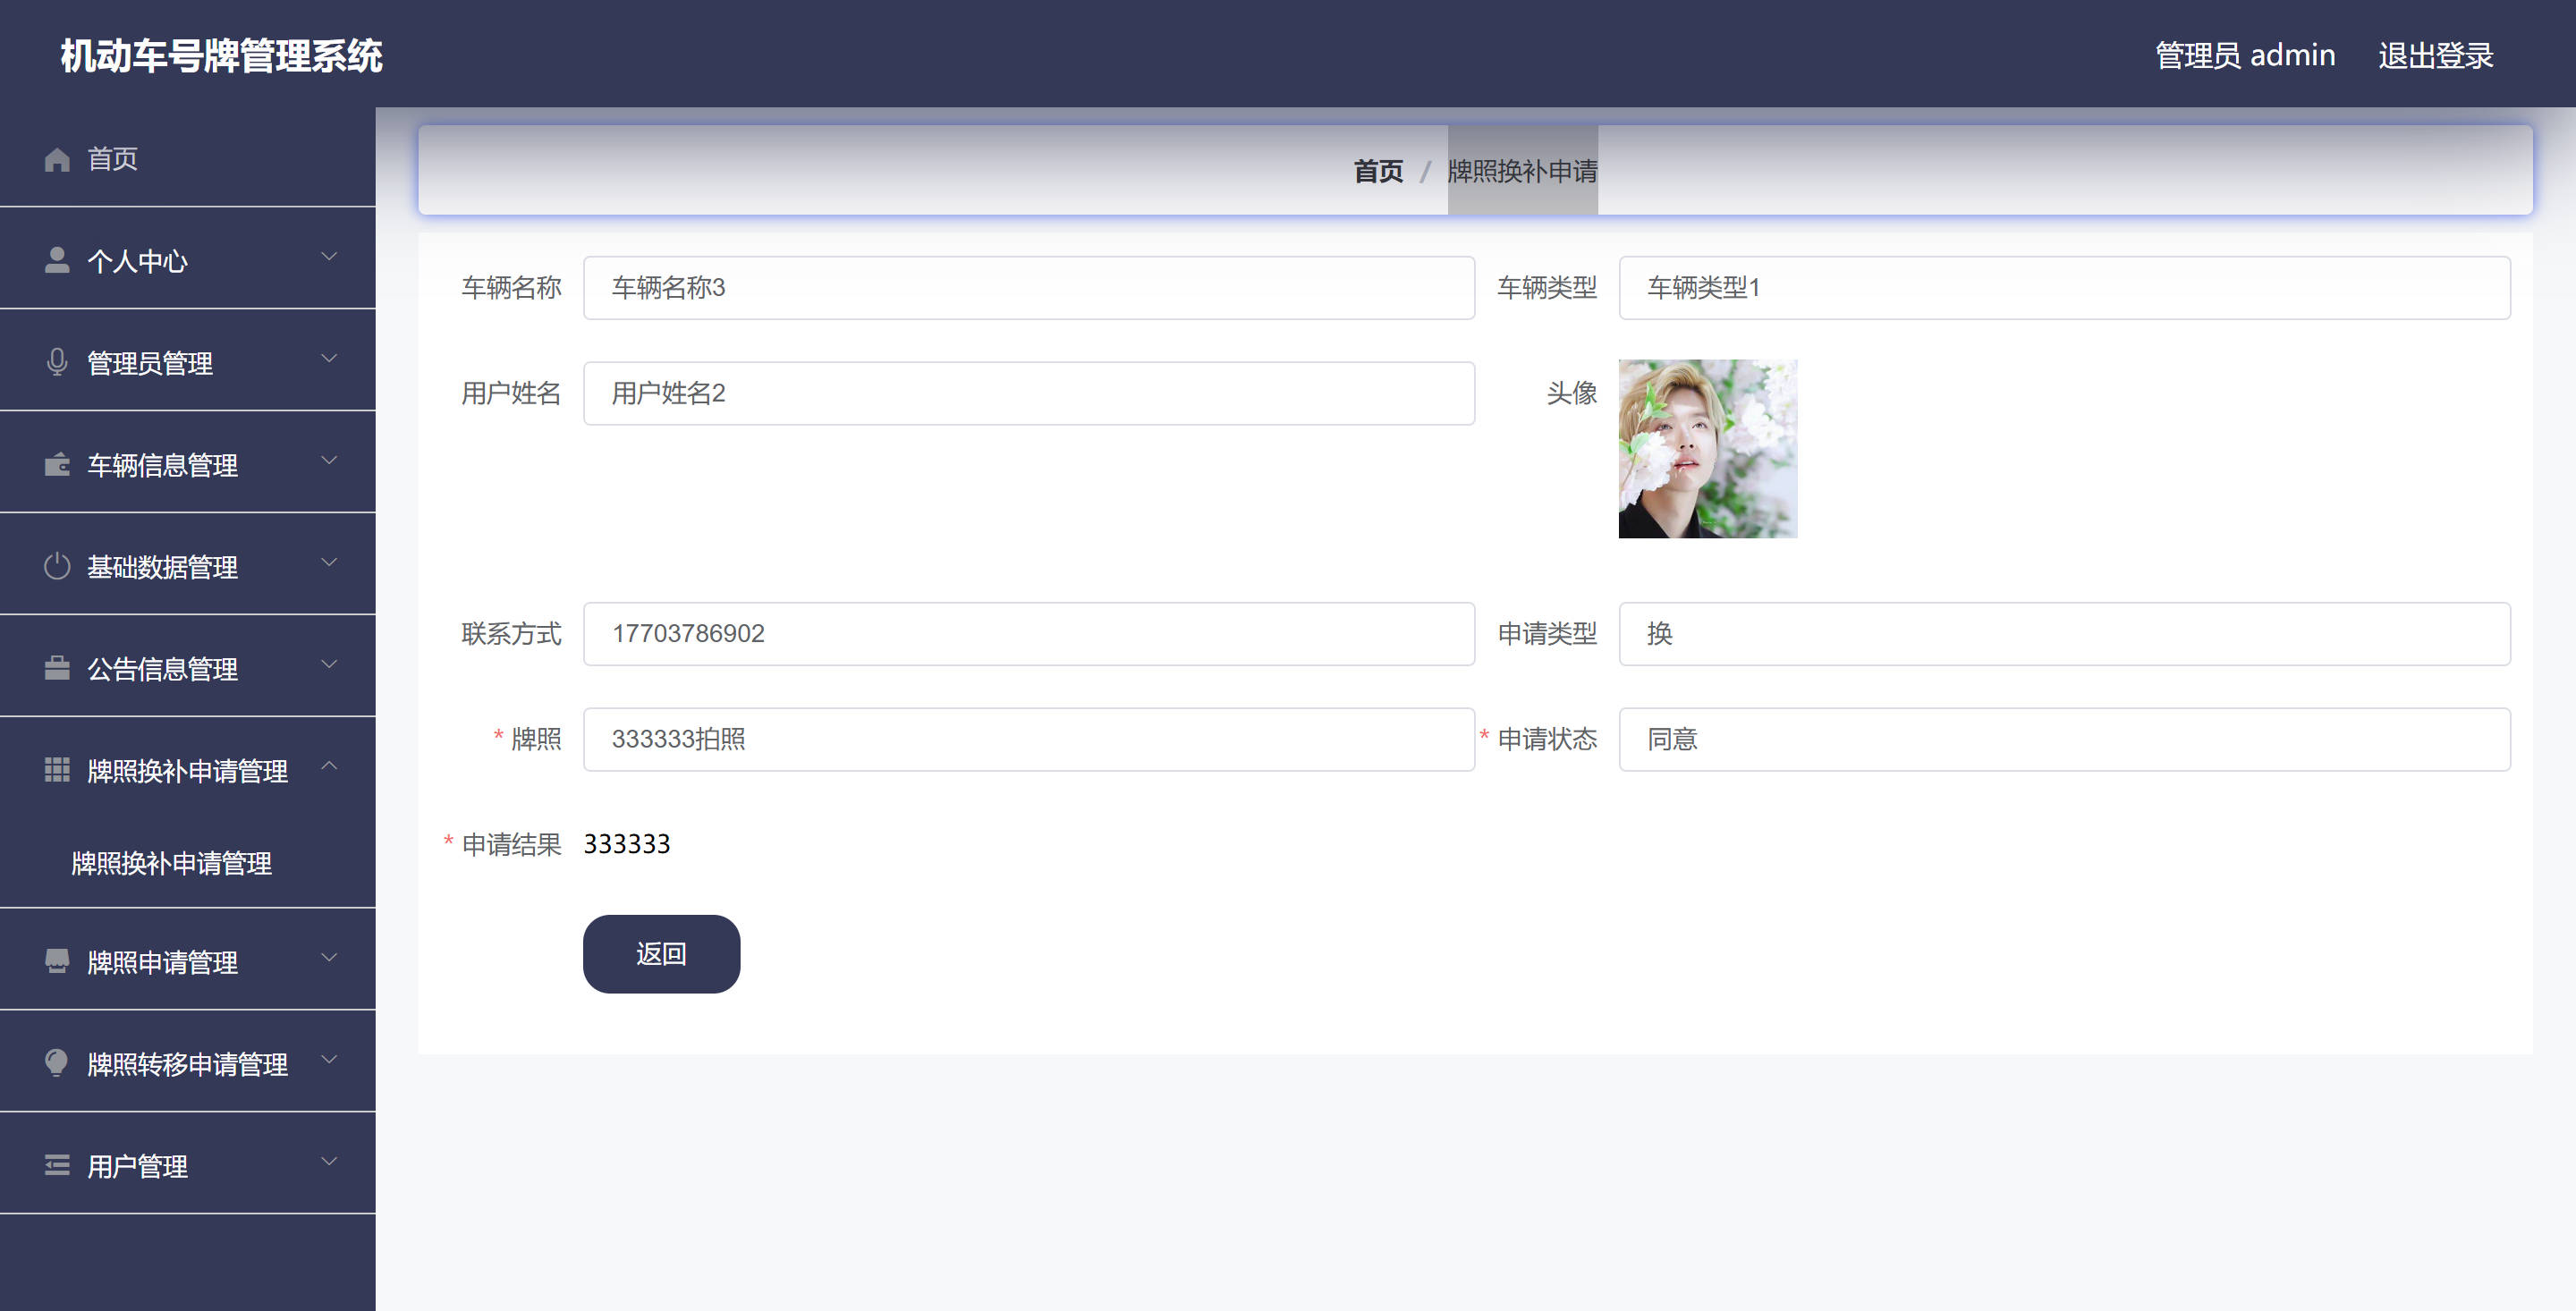 机动车号牌管理系统
管理员 admin 退出登录
首页
个人中心
管理员管理
车辆信息管理
基础数据管理
公告信息管理
牌照换补申请管理
牌照换补申请管理
牌照申请管理
牌照转移申请管理
用户管理
首页 / 牌照换补申请
车辆名称 车辆名称3 车辆类型 车辆类型1
用户姓名 用户姓名2 头像
联系方式 17703786902 申请类型 换
* 牌照 333333拍照 * 申请状态 同意
* 申请结果 333333
返回